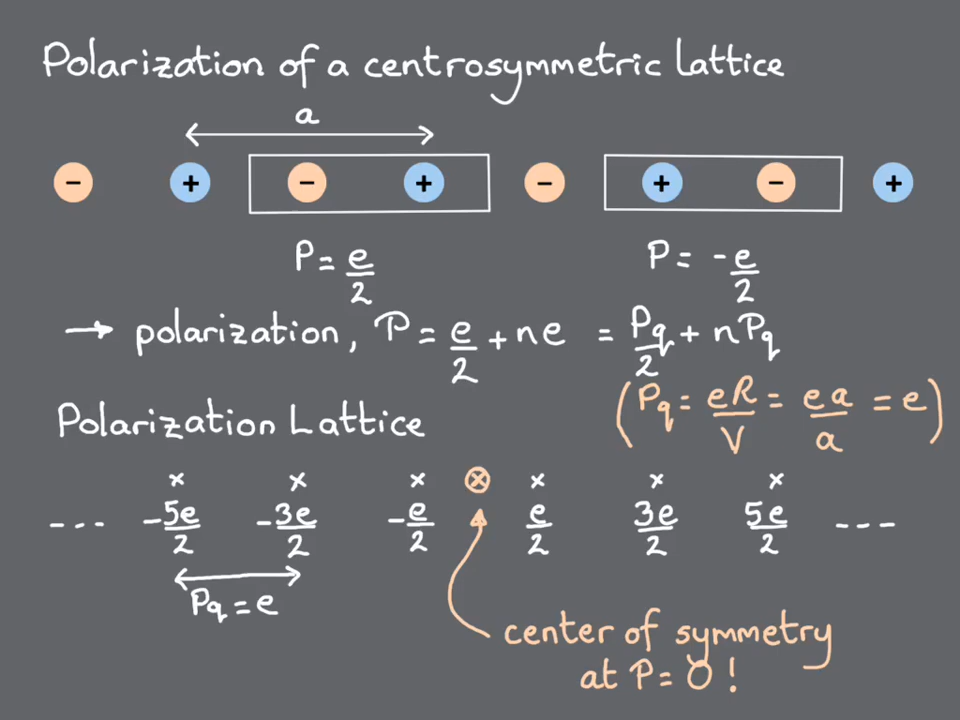 Polarization of a centrosymmetric lattice
a
− + − + − + − +
P = e/2 P = -e/2
→ polarization, P = e/2 + ne = Pq/2 + nPq
(Pq = eR/V = ea/a = e)
Polarization Lattice
x x x ⊗ x x x
--- -5e/2 -3e/2 -e/2 e/2 3e/2 5e/2 ---
Pq = e
center of symmetry
at P = 0 !